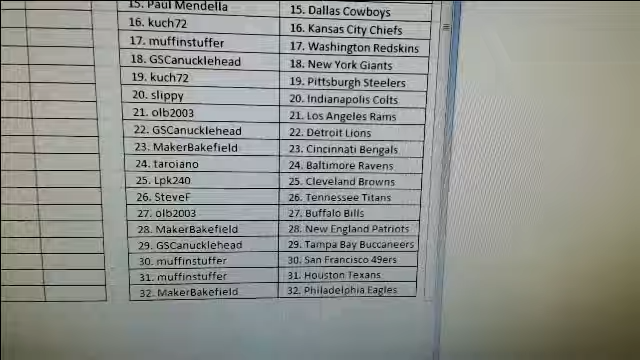 15. Paul Mendella 15. Dallas Cowboys
16. kuch72 16. Kansas City Chiefs
17. muffinstuffer 17. Washington Redskins
18. GSCanucklehead 18. New York Giants
19. kuch72 19. Pittsburgh Steelers
20. slippy 20. Indianapolis Colts
21. olb2003 21. Los Angeles Rams
22. GSCanucklehead 22. Detroit Lions
23. MakerBakefield 23. Cincinnati Bengals
24. taroiano 24. Baltimore Ravens
25. Lpk240 25. Cleveland Browns
26. SteveF 26. Tennessee Titans
27. olb2003 27. Buffalo Bills
28. MakerBakefield 28. New England Patriots
29. GSCanucklehead 29. Tampa Bay Buccaneers
30. muffinstuffer 30. San Francisco 49ers
31. muffinstuffer 31. Houston Texans
32. MakerBakefield 32. Philadelphia Eagles